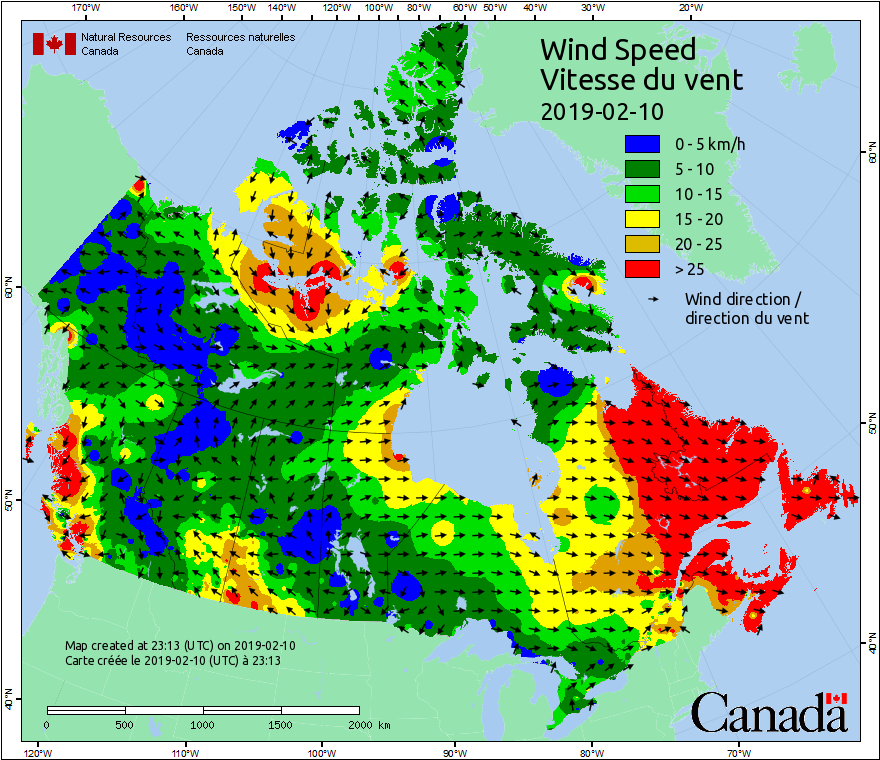 170°W 160°W 150°W 140°W 120°W 100°W 80°W 60°W 50°W 40°W 30°W 20°W
Natural Resources Ressources naturelles
Canada Canada
Wind Speed
Vitesse du vent
2019-02-10
0 - 5 km/h
5 - 10
10 - 15
15 - 20
20 - 25
> 25
Wind direction /
direction du vent
60°N
50°N
40°N
60°N
50°N
40°N
Map created at 23:13 (UTC) on 2019-02-10
Carte créée le 2019-02-10 (UTC) à 23:13
0 500 1000 1500 2000 km
Canada
120°W 110°W 100°W 90°W 80°W 70°W